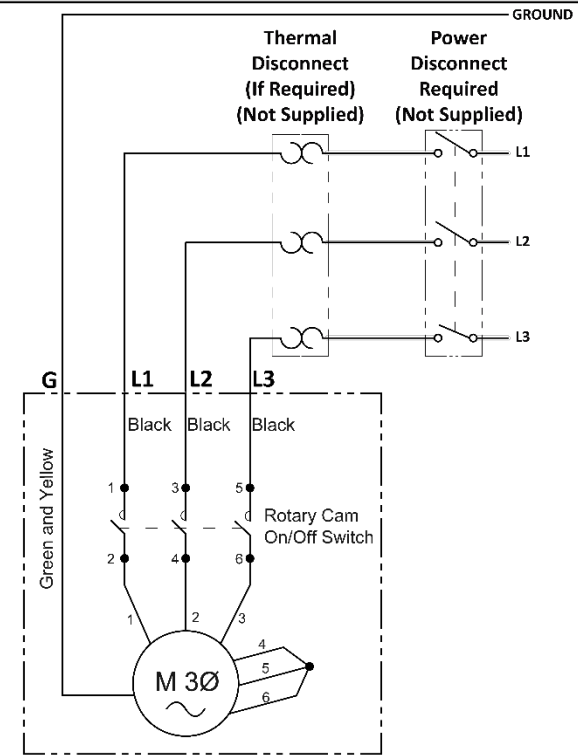 GROUND
Thermal
Disconnect
(If Required)
(Not Supplied)
Power
Disconnect
Required
(Not Supplied)
L1
L2
L3
G
L1
L2
L3
Black
Black
Black
Green and Yellow
1
3
5
Rotary Cam
On/Off Switch
2
4
6
1
2
3
4
5
6
M 3Ø